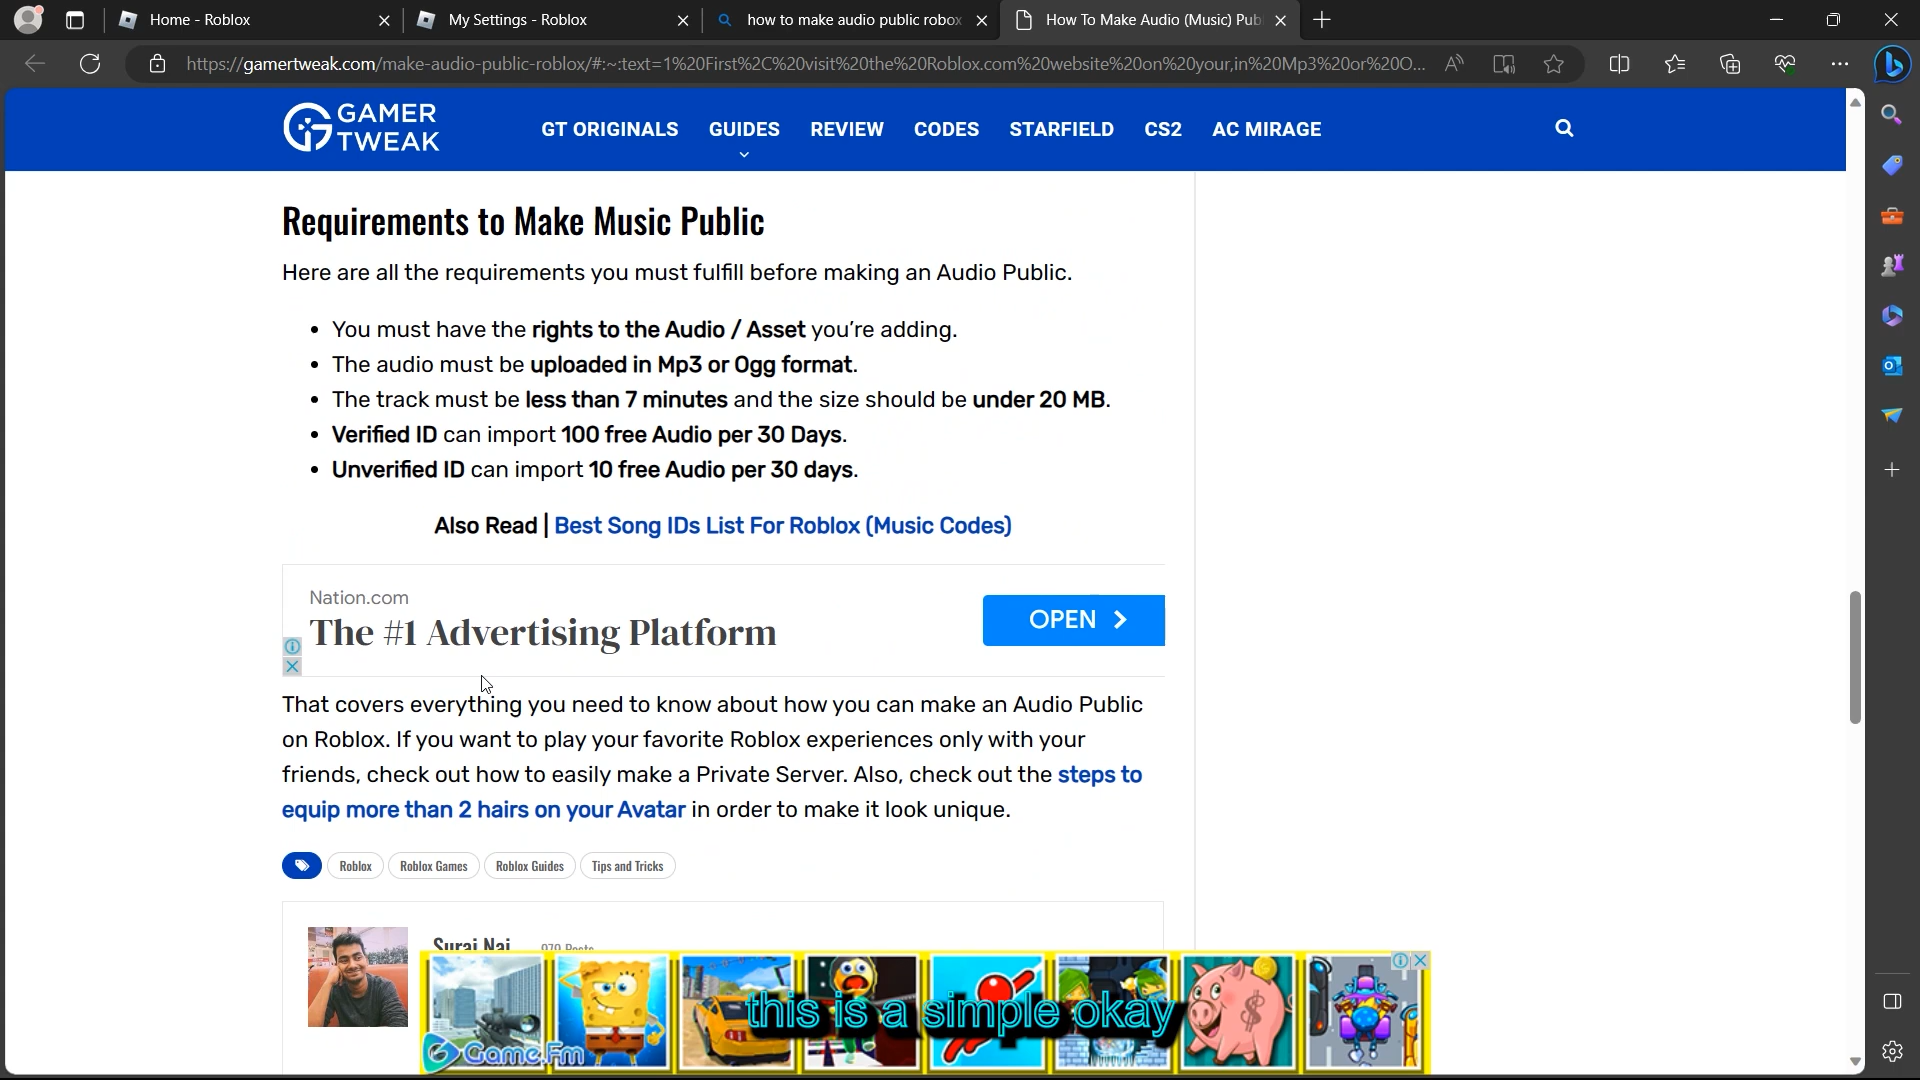 Home - Roblox
My Settings - Roblox
how to make audio public robox
How To Make Audio (Music) Pub
https://gamertweak.com/make-audio-public-roblox/#:~:text=1%20First%2C%20visit%20the%20Roblox.com%20website%20on%20your,in%20Mp3%20or%20O...
GAMER
TWEAK
GT ORIGINALS
GUIDES
REVIEW
CODES
STARFIELD
CS2
AC MIRAGE
Requirements to Make Music Public
Here are all the requirements you must fulfill before making an Audio Public.
• You must have the rights to the Audio / Asset you're adding.
• The audio must be uploaded in Mp3 or Ogg format.
• The track must be less than 7 minutes and the size should be under 20 MB.
• Verified ID can import 100 free Audio per 30 Days.
• Unverified ID can import 10 free Audio per 30 days.
Also Read | Best Song IDs List For Roblox (Music Codes)
Nation.com
The #1 Advertising Platform
OPEN
That covers everything you need to know about how you can make an Audio Public
on Roblox. If you want to play your favorite Roblox experiences only with your
friends, check out how to easily make a Private Server. Also, check out the steps to
equip more than 2 hairs on your Avatar in order to make it look unique.
Roblox
Roblox Games
Roblox Guides
Tips and Tricks
Suraj Nai
979 Posts
this is a simple okay
Game.Fm